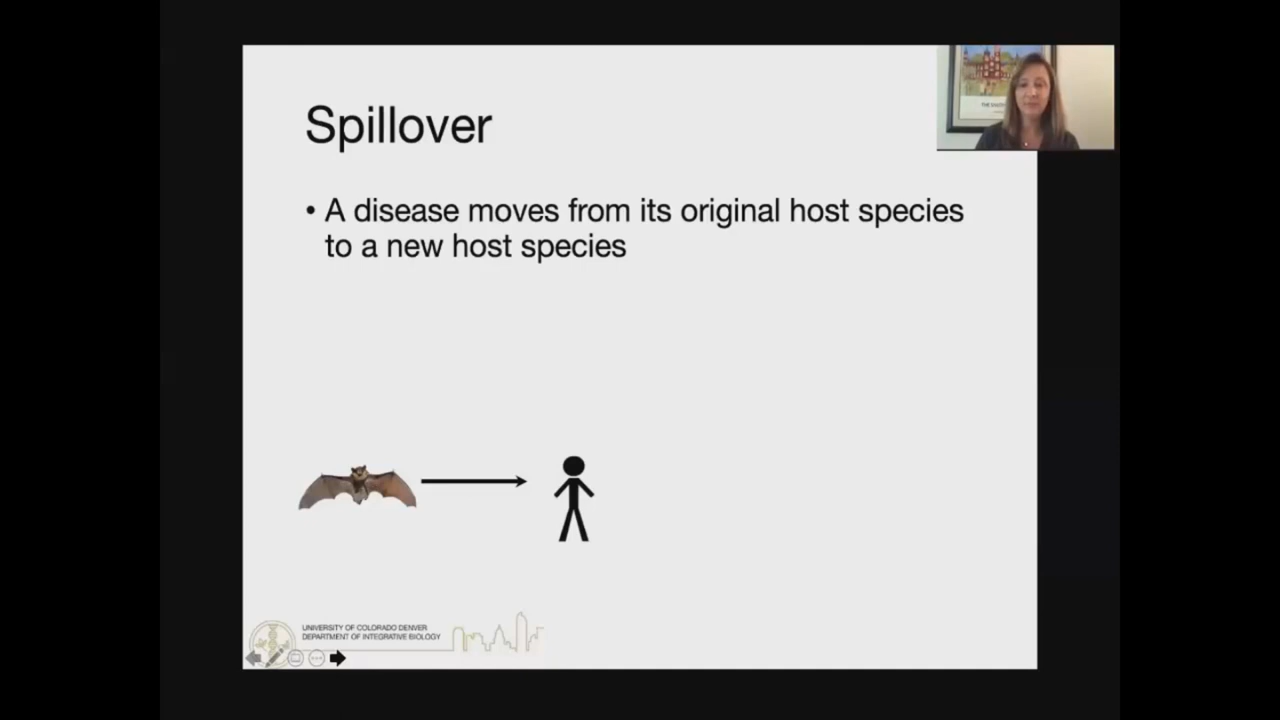 Spillover
• A disease moves from its original host species
to a new host species
UNIVERSITY OF COLORADO DENVER
DEPARTMENT OF INTEGRATIVE BIOLOGY